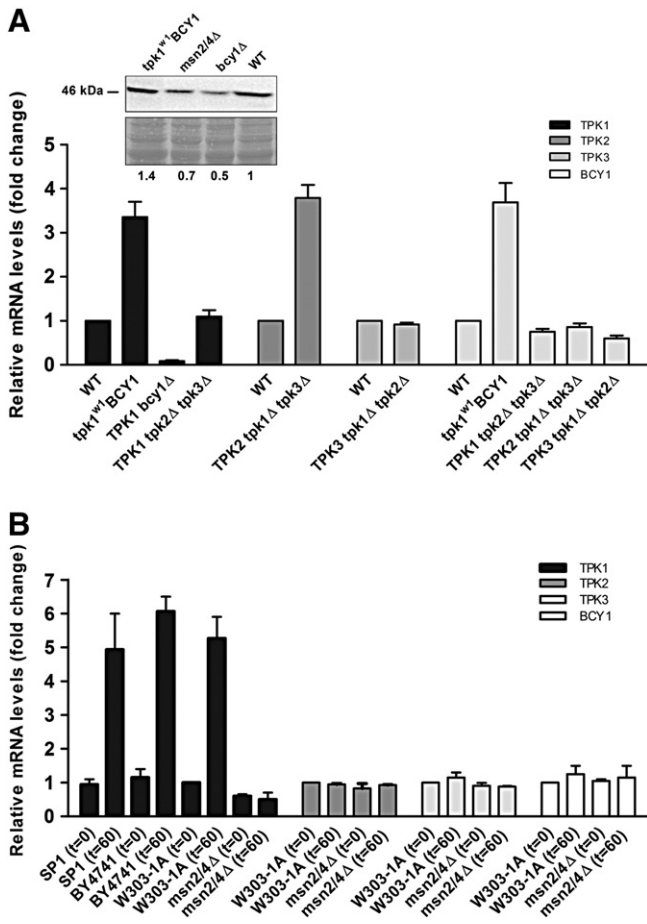 A
tpk1w1BCY1
msn2/4Δ
bcy1Δ
WT
46 kDa
1.4 0.7 0.5 1
TPK1
TPK2
TPK3
BCY1
Relative mRNA levels (fold change)
5
4
3
2
1
0
WT
tpk1w1BCY1
TPK1 bcy1Δ
TPK1 tpk2Δ tpk3Δ
WT
TPK2 tpk1Δ tpk3Δ
WT
TPK3 tpk1Δ tpk2Δ
WT
tpk1w1BCY1
TPK1 tpk2Δ tpk3Δ
TPK2 tpk1Δ tpk3Δ
TPK3 tpk1Δ tpk2Δ
B
TPK1
TPK2
TPK3
BCY1
Relative mRNA levels (fold change)
7
6
5
4
3
2
1
0
SP1 (t=0)
SP1 (t=60)
BY4741 (t=0)
BY4741 (t=60)
W303-1A (t=0)
W303-1A (t=60)
msn2/4Δ (t=0)
msn2/4Δ (t=60)
W303-1A (t=0)
W303-1A (t=60)
msn2/4Δ (t=0)
msn2/4Δ (t=60)
W303-1A (t=0)
W303-1A (t=60)
msn2/4Δ (t=0)
msn2/4Δ (t=60)
W303-1A (t=0)
W303-1A (t=60)
msn2/4Δ (t=0)
msn2/4Δ (t=60)